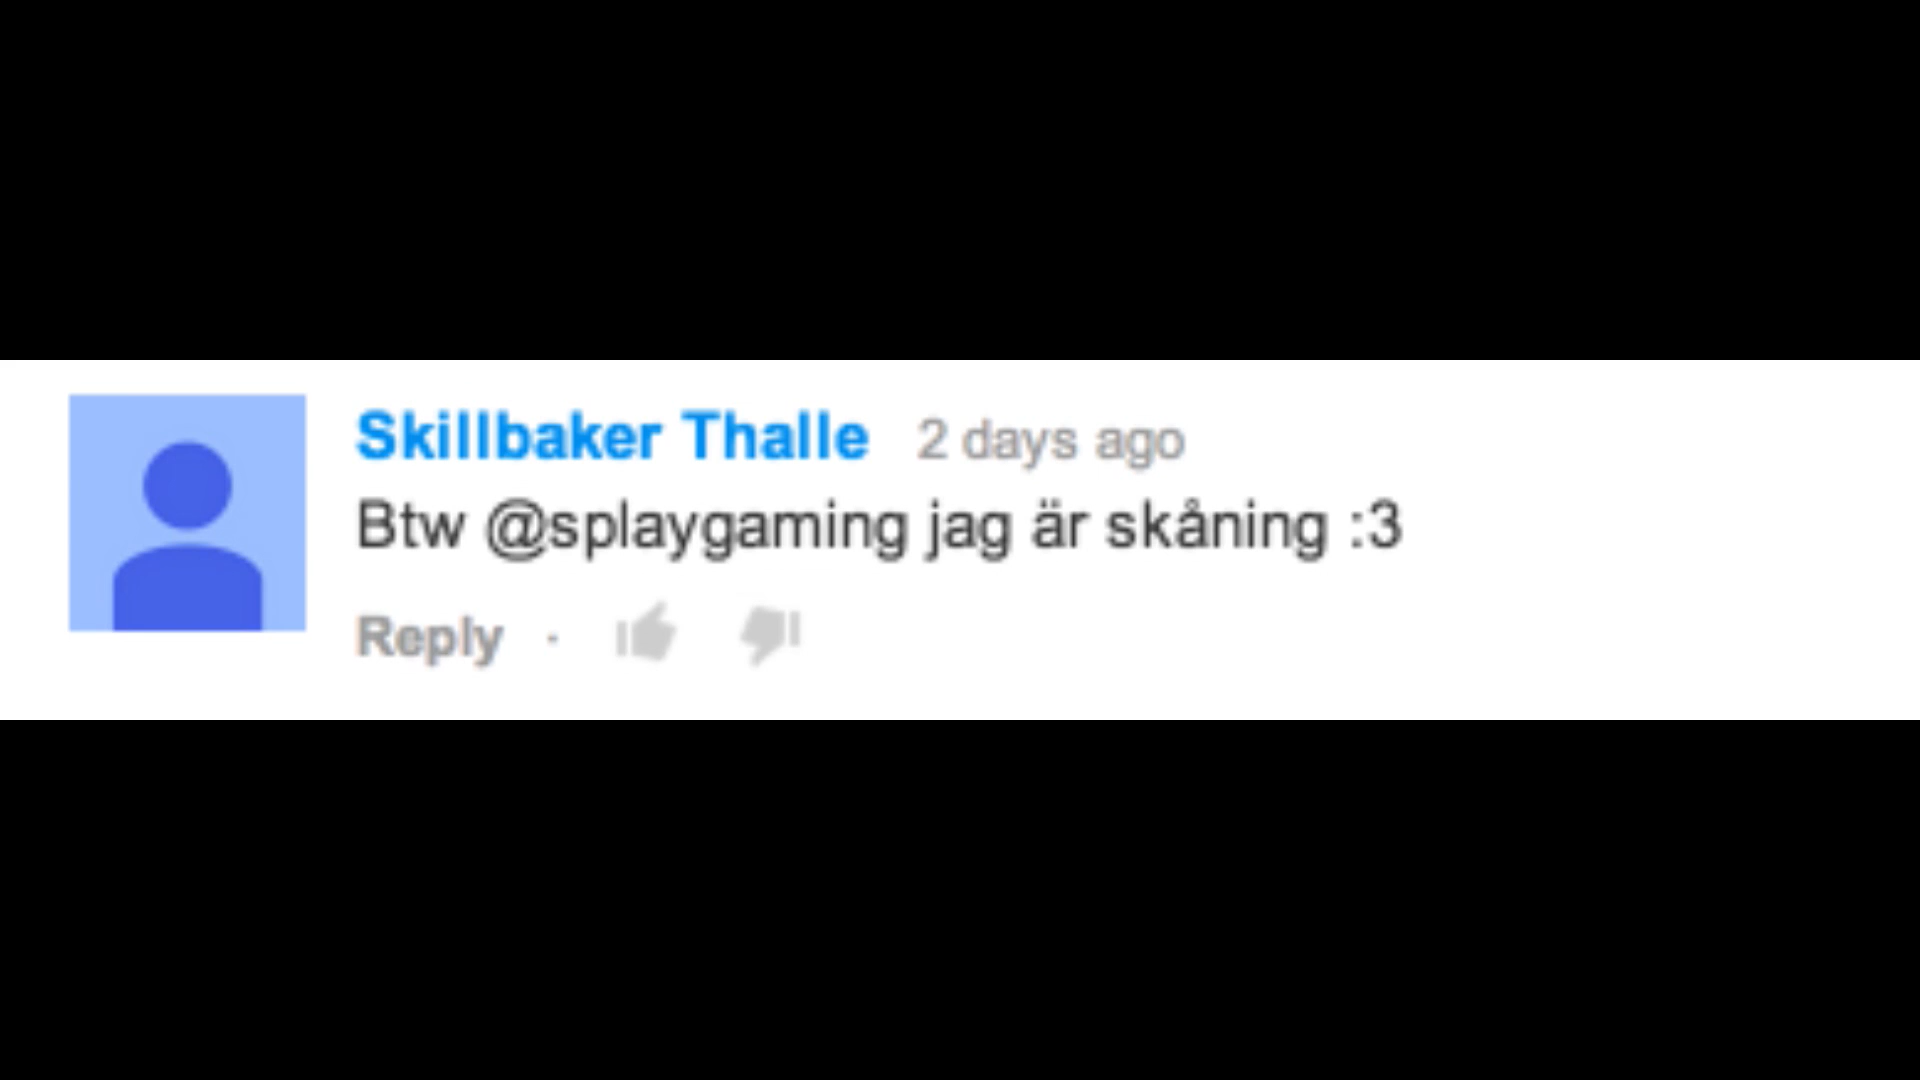 Skillbaker Thalle 2 days ago
Btw @splaygaming jag är skåning :3
Reply ·